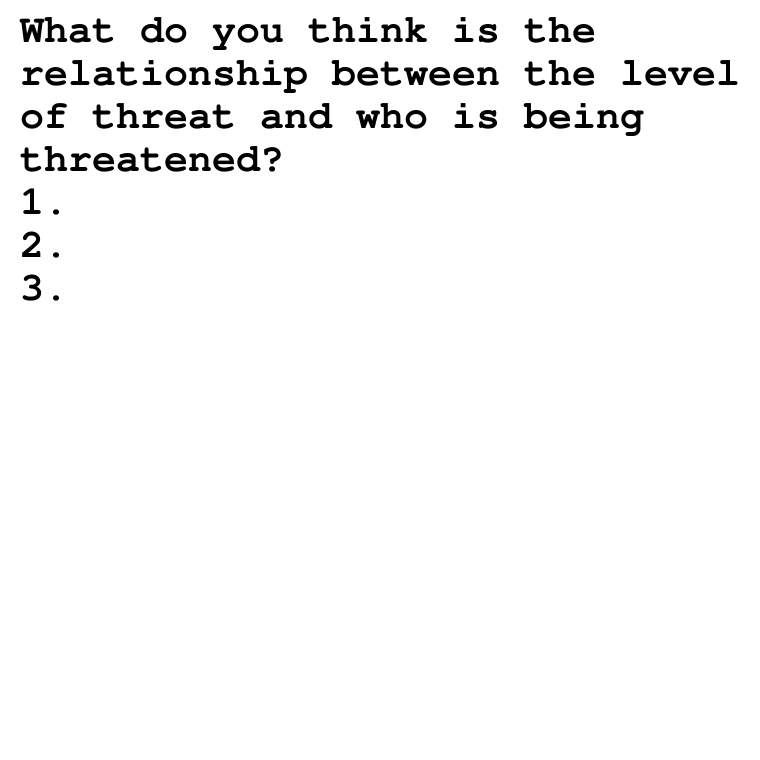 What do you think is the
relationship between the level
of threat and who is being
threatened?
1.
2.
3.